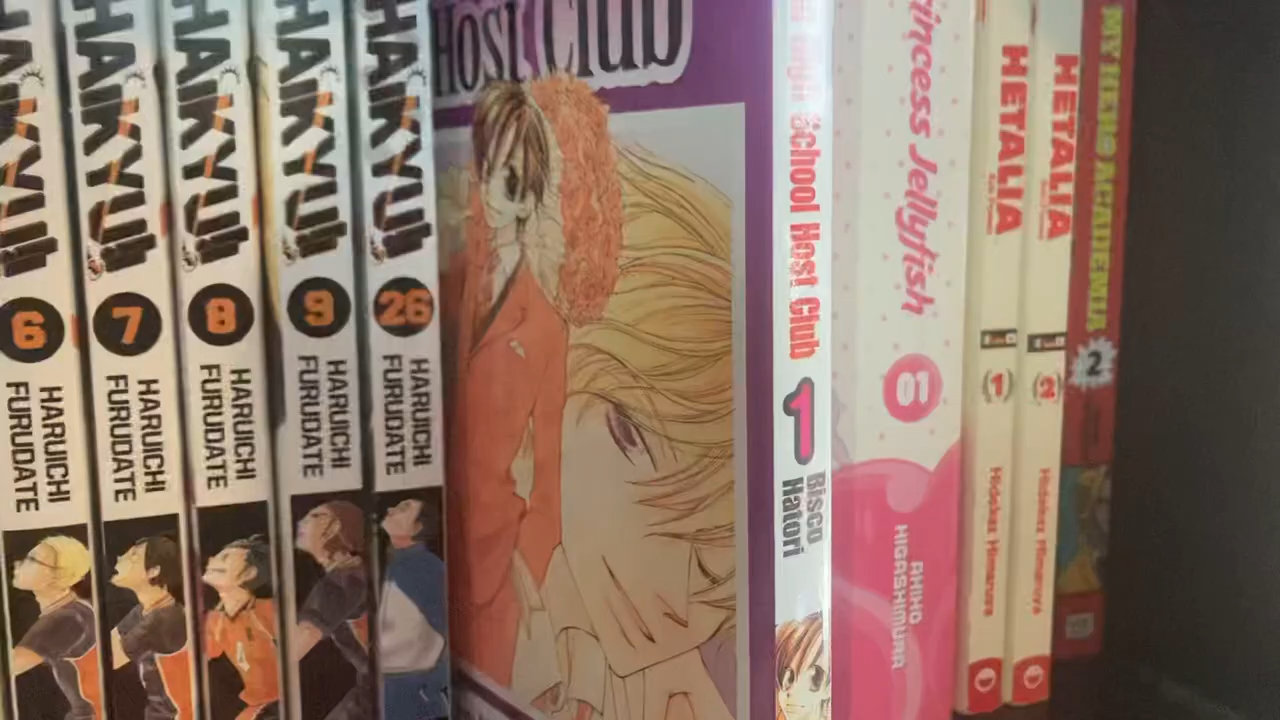 HAIKYU!!
6
HARUICHI
FURUDATE
HAIKYU!!
7
HARUICHI
FURUDATE
HAIKYU!!
8
HARUICHI
FURUDATE
HAIKYU!!
9
HARUICHI
FURUDATE
HAIKYU!!
26
HARUICHI
FURUDATE
Host Club
School Host Club
1
Bisco
Hatori
Princess Jellyfish
01
AKIKO
HIGASHIMURA
HETALIA
1
Hidekaz Himaruya
HETALIA
2
Hidekaz Himaruya
MY HERO ACADEMIA
2